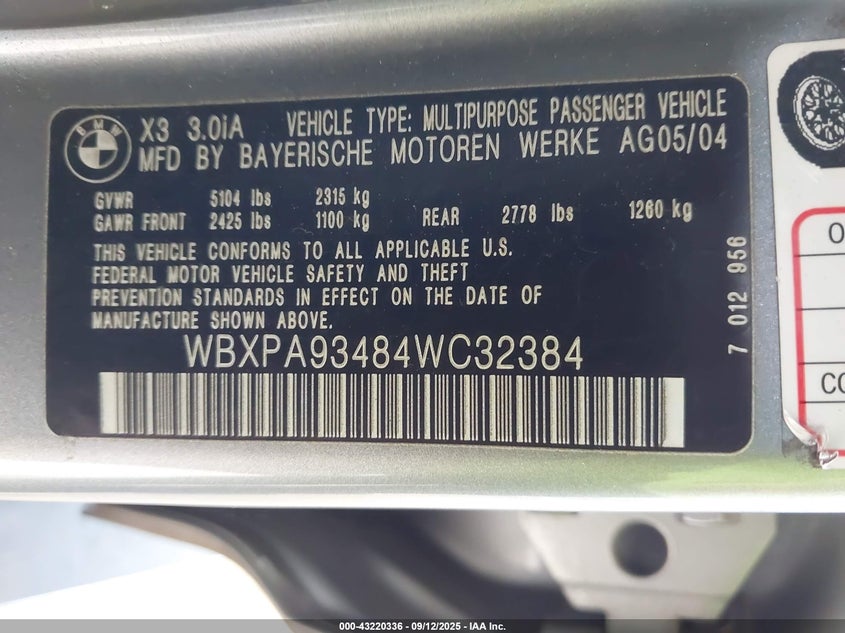 BMW
X3 3.0iA VEHICLE TYPE: MULTIPURPOSE PASSENGER VEHICLE
MFD BY BAYERISCHE MOTOREN WERKE AG05/04
GVWR 5104 lbs 2315 kg
GAWR FRONT 2425 lbs 1100 kg REAR 2778 lbs 1260 kg
THIS VEHICLE CONFORMS TO ALL APPLICABLE U.S.
FEDERAL MOTOR VEHICLE SAFETY AND THEFT
PREVENTION STANDARDS IN EFFECT ON THE DATE OF
MANUFACTURE SHOWN ABOVE.
WBXPA93484WC32384
7 012 956
000-43220336 - 09/12/2025 - IAA Inc.